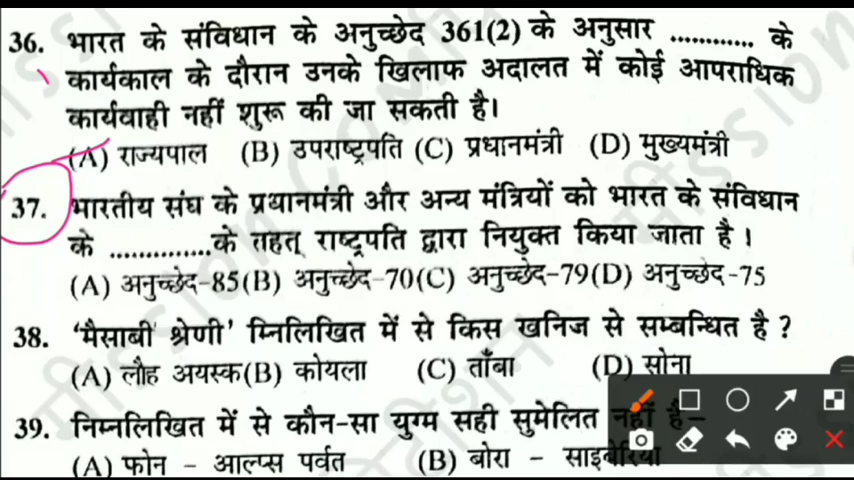 36. भारत के संविधान के अनुच्छेद 361(2) के अनुसार ............ के
कार्यकाल के दौरान उनके खिलाफ अदालत में कोई आपराधिक
कार्यवाही नहीं शुरू की जा सकती है।
(A) राज्यपाल (B) उपराष्ट्रपति (C) प्रधानमंत्री (D) मुख्यमंत्री
37. भारतीय संघ के प्रधानमंत्री और अन्य मंत्रियों को भारत के संविधान
के ..............के तहत् राष्ट्रपति द्वारा नियुक्त किया जाता है।
(A) अनुच्छेद-85(B) अनुच्छेद-70(C) अनुच्छेद-79(D) अनुच्छेद-75
38. ‘मैसाबी श्रेणी’ म्निलिखित में से किस खनिज से सम्बन्धित है ?
(A) लौह अयस्क(B) कोयला (C) ताँबा (D) सोना
39. निम्नलिखित में से कौन-सा युग्म सही सुमेलित नहीं है–
(A) फोन - आल्प्स पर्वत (B) बोरा - साइबेरिया